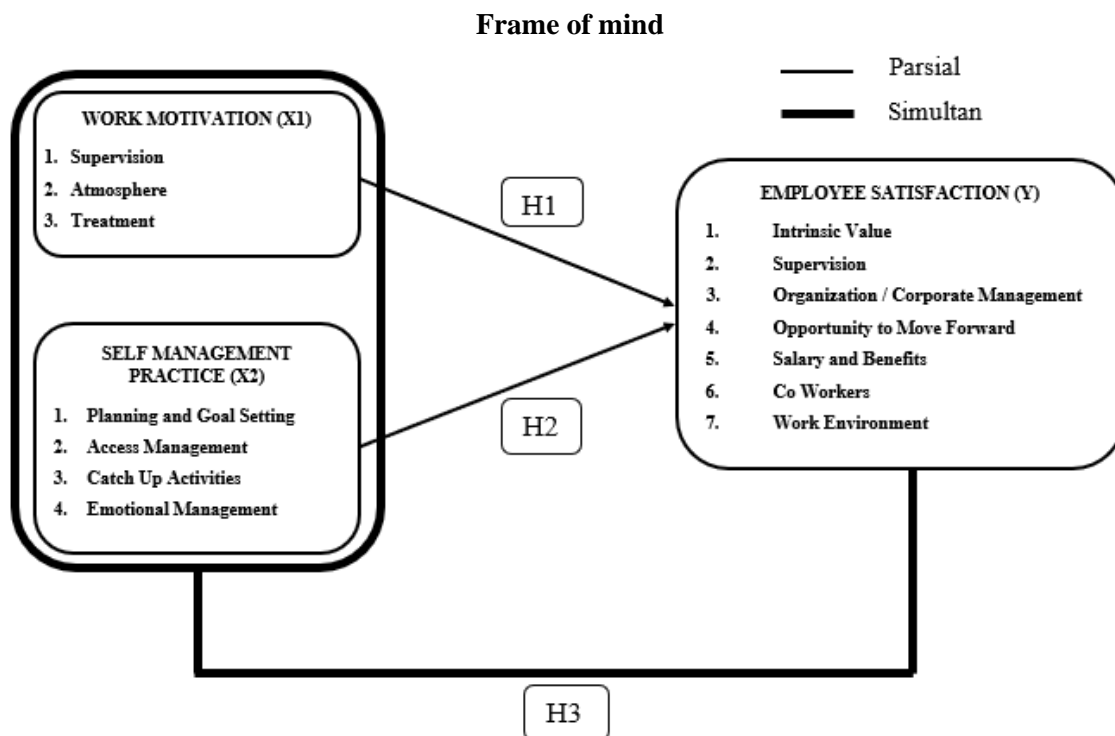 Frame of mind
Parsial
Simultan
WORK MOTIVATION (X1)
1. Supervision
2. Atmosphere
3. Treatment
H1
EMPLOYEE SATISFACTION (Y)
1. Intrinsic Value
2. Supervision
3. Organization / Corporate Management
4. Opportunity to Move Forward
5. Salary and Benefits
6. Co Workers
7. Work Environment
SELF MANAGEMENT
PRACTICE (X2)
1. Planning and Goal Setting
2. Access Management
3. Catch Up Activities
4. Emotional Management
H2
H3